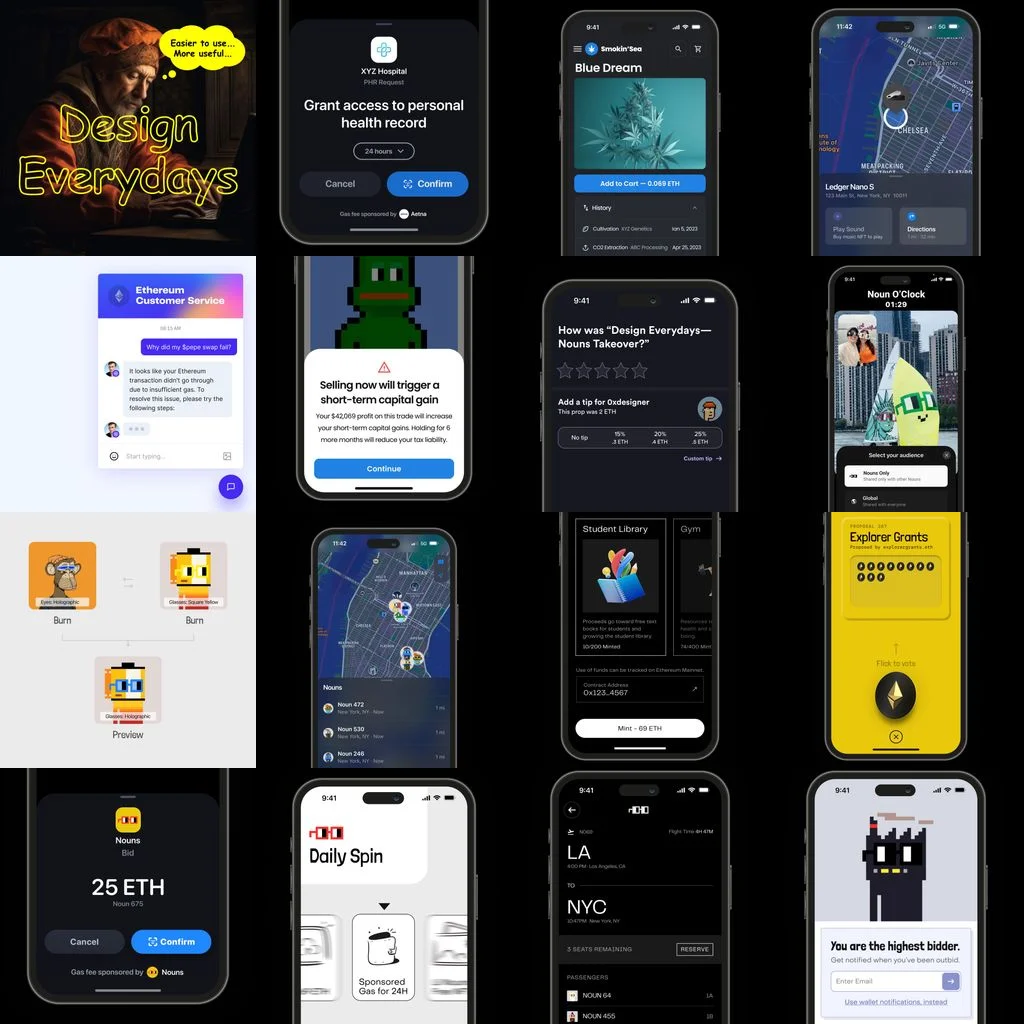 Easier to use...
More useful...
Design
Everydays
XYZ Hospital
PHR Request
Grant access to personal
health record
24 hours
Cancel
Confirm
Gas fee sponsored by Aetna
9:41
Smokin'Sea
Blue Dream
Add to Cart — 0.069 ETH
History
Cultivation XYZ Genetics
Jan 5, 2023
CO2 Extraction ABC Processing
Apr 25, 2023
11:42
5G
Javits Center
CHELSEA
MEATPACKING
DISTRICT
Ledger Nano S
123 Main St, New York, NY 10011
Play Sound
Buy music NFT to play
Directions
Ethereum
Customer Service
08:15 AM
Why did my $pepe swap fail?
It looks like your Ethereum
transaction didn't go through
due to insufficient gas. To
resolve this issue, please try the
following steps:
Start typing...
Selling now will trigger a
short-term capital gain
Your $42,069 profit on this trade will increase
your short-term capital gains. Holding for 6
more months will reduce your tax liability.
Continue
9:41
How was “Design Everydays—
Nouns Takeover?”
Add a tip for 0xdesigner
This prop was 2 ETH
No tip
15%
.3 ETH
20%
.4 ETH
25%
.5 ETH
Custom tip →
9:41
Noun O'Clock
01:29
Select your audience
Nouns Only
Shared only with other Nouns
Global
Shared with everyone
Eyes: Holographic
Burn
Glasses: Square Yellow
Burn
Glasses: Holographic
Preview
11:42
5G
MANHATTAN
CHELSEA
Nouns
Noun 472
New York, NY · Now
1 mi
Noun 530
New York, NY · Now
1 mi
Noun 246
New York, NY · Now
1 mi
Student Library
Proceeds go toward free text
books for students and
growing the student library
10/200 Minted
Gym
74/400 Mint
Use of funds can be tracked on Ethereum Mainnet.
Contract Address
0x123_4567
Mint – 69 ETH
Explorer Grants
Proposed by explorergrants.eth
Flick to vote
Nouns
Bid
25 ETH
Noun 675
Cancel
Confirm
Gas fee sponsored by Nouns
9:41
Daily Spin
Sponsored
Gas for 24H
9:41
Flight Time 4H 47M
LA
4:00 PM · Los Angeles, CA
TO
NYC
10:47PM New York, NY
3 SEATS REMAINING
RESERVE
PASSENGERS
NOUN 64
1A
NOUN 455
1B
9:41
You are the highest bidder.
Get notified when you've been outbid.
Enter Email
Use wallet notifications, instead